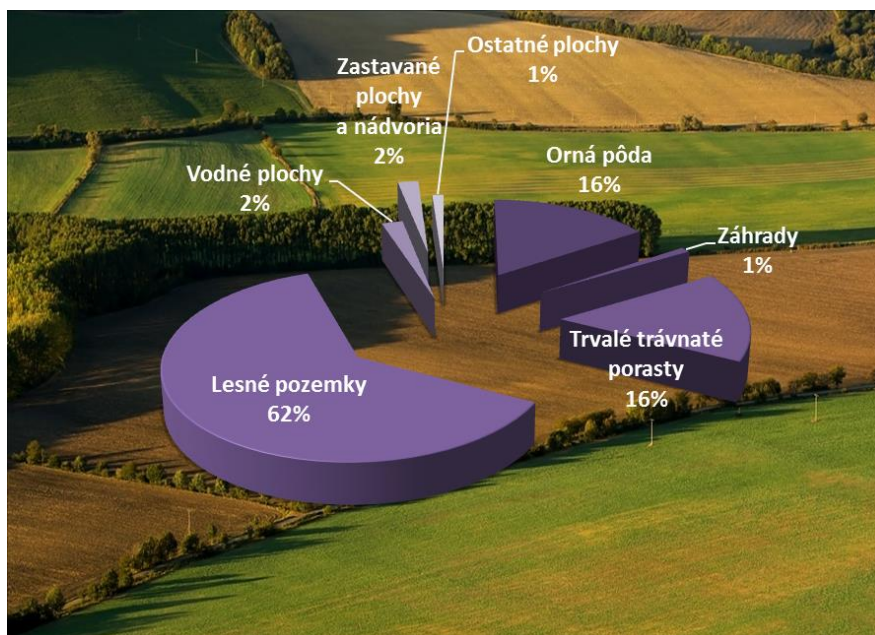 Ostatné plochy
1%
Zastavané
plochy
a nádvoria
2%
Orná pôda
16%
Vodné plochy
2%
Záhrady
1%
Trvalé trávnaté
porasty
16%
Lesné pozemky
62%